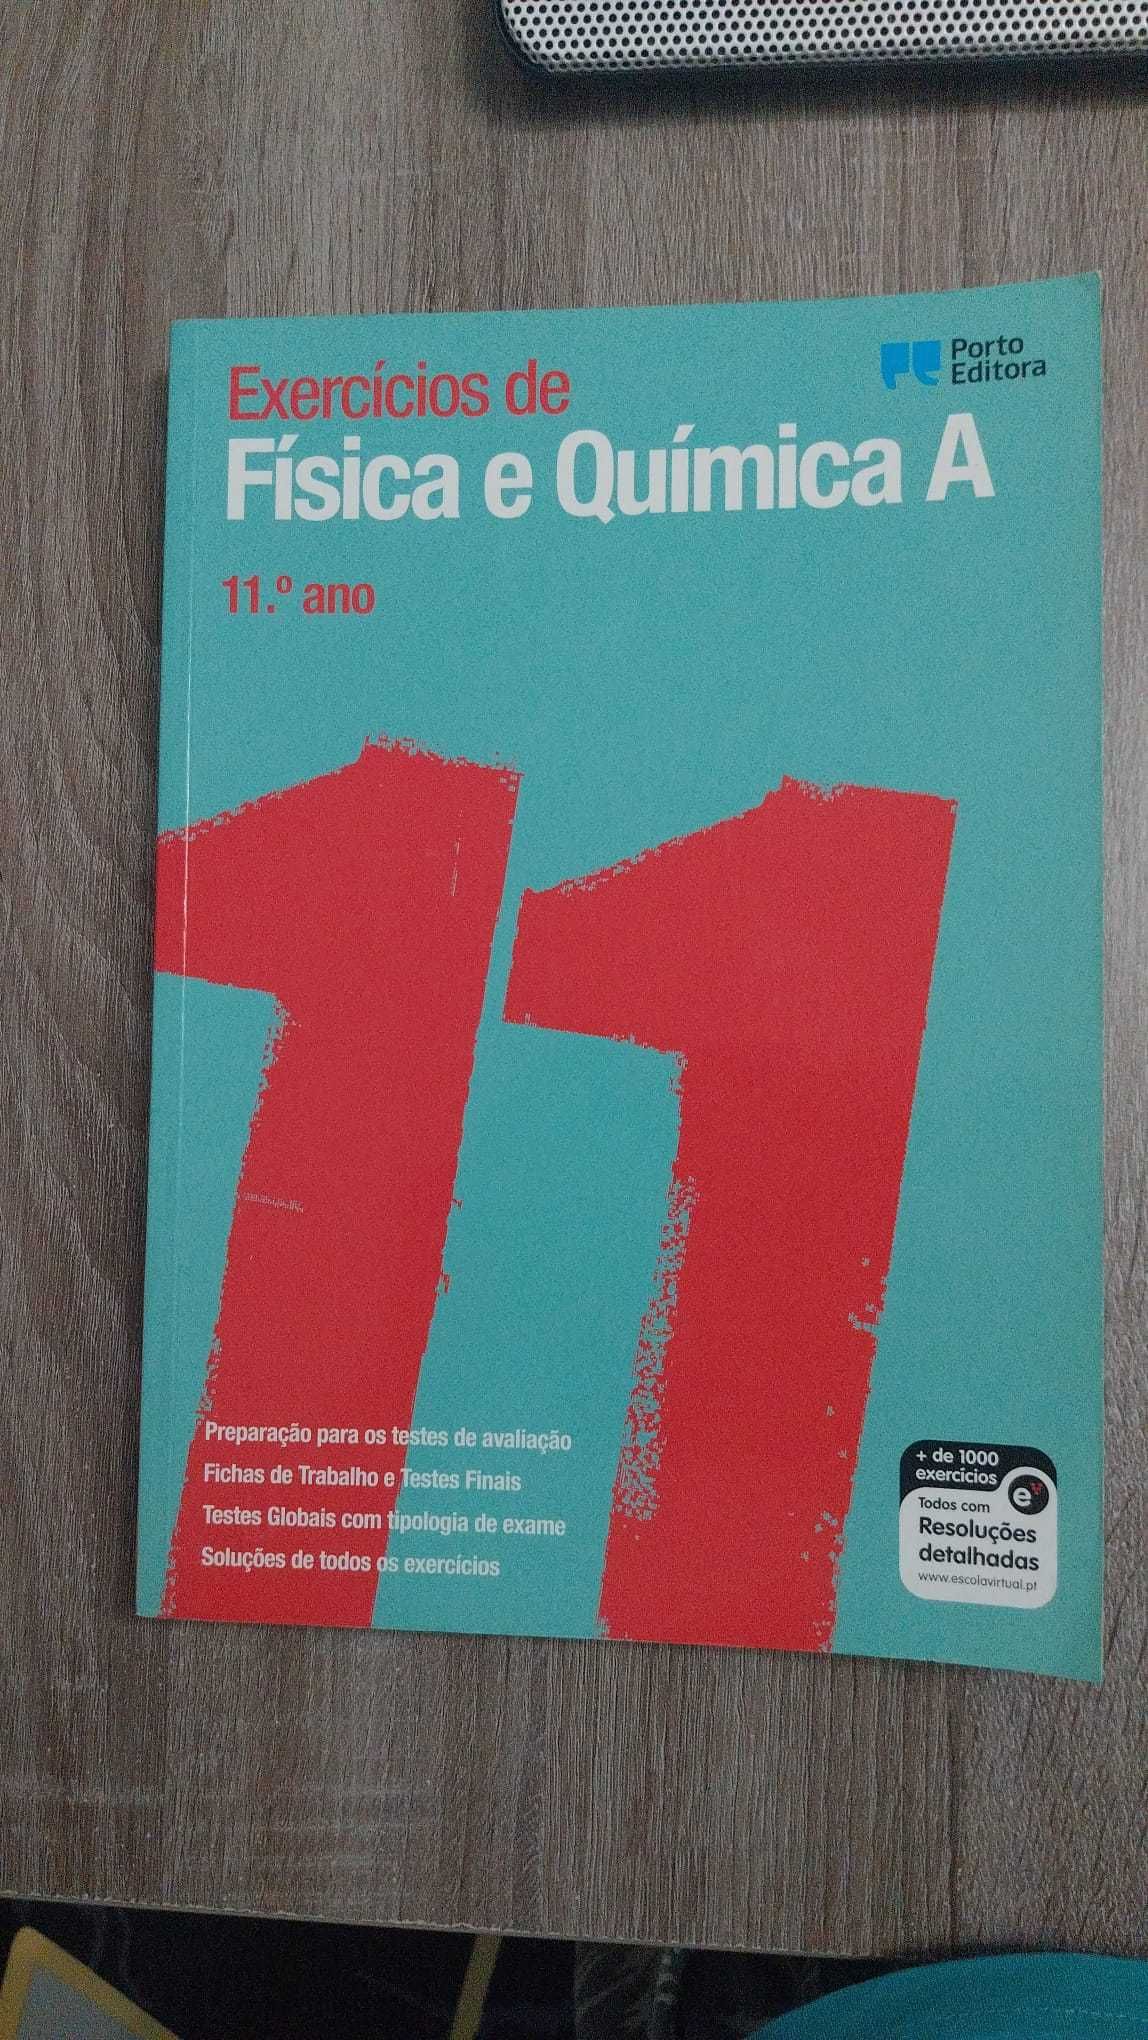 Porto
Editora
Exercícios de
Física e Química A
11.º ano
11
Preparação para os testes de avaliação
Fichas de Trabalho e Testes Finais
Testes Globais com tipologia de exame
Soluções de todos os exercícios
+ de 1000
exercícios
ev
Todos com
Resoluções
detalhadas
www.escolavirtual.pt